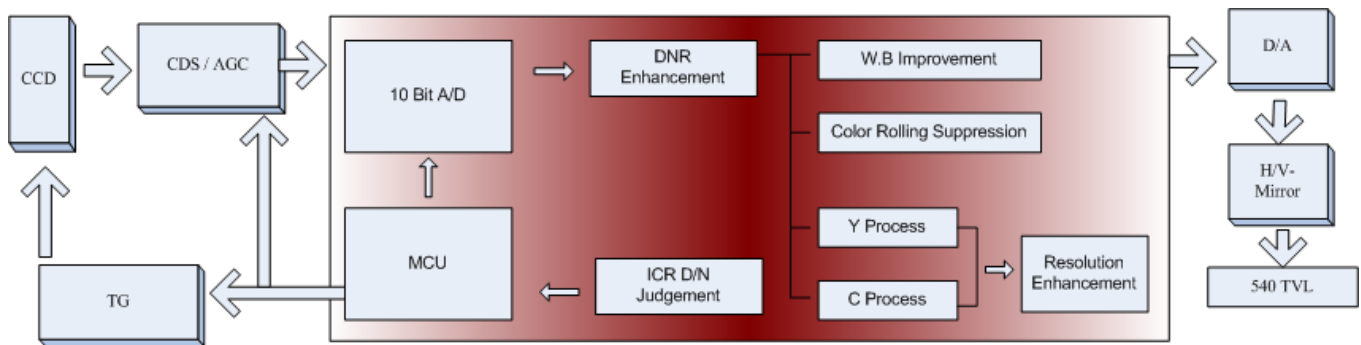 CCD
CDS / AGC
TG
10 Bit A/D
MCU
DNR
Enhancement
ICR D/N
Judgement
W.B Improvement
Color Rolling Suppression
Y Process
C Process
Resolution
Enhancement
D/A
H/V-
Mirror
540 TVL